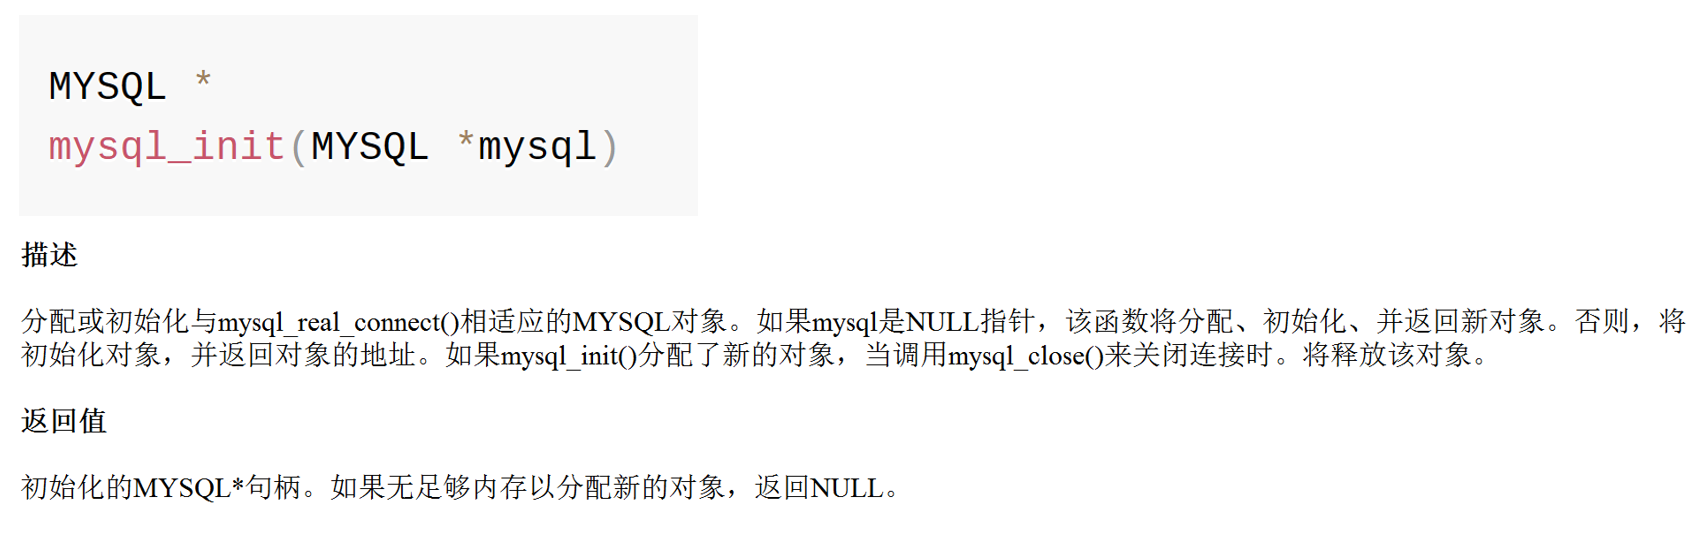 MYSQL *
mysql_init(MYSQL *mysql)
描述
分配或初始化与mysql_real_connect()相适应的MYSQL对象。如果mysql是NULL指针，该函数将分配、初始化、并返回新对象。否则，将
初始化对象，并返回对象的地址。如果mysql_init()分配了新的对象，当调用mysql_close()来关闭连接时。将释放该对象。
返回值
初始化的MYSQL*句柄。如果无足够内存以分配新的对象，返回NULL。